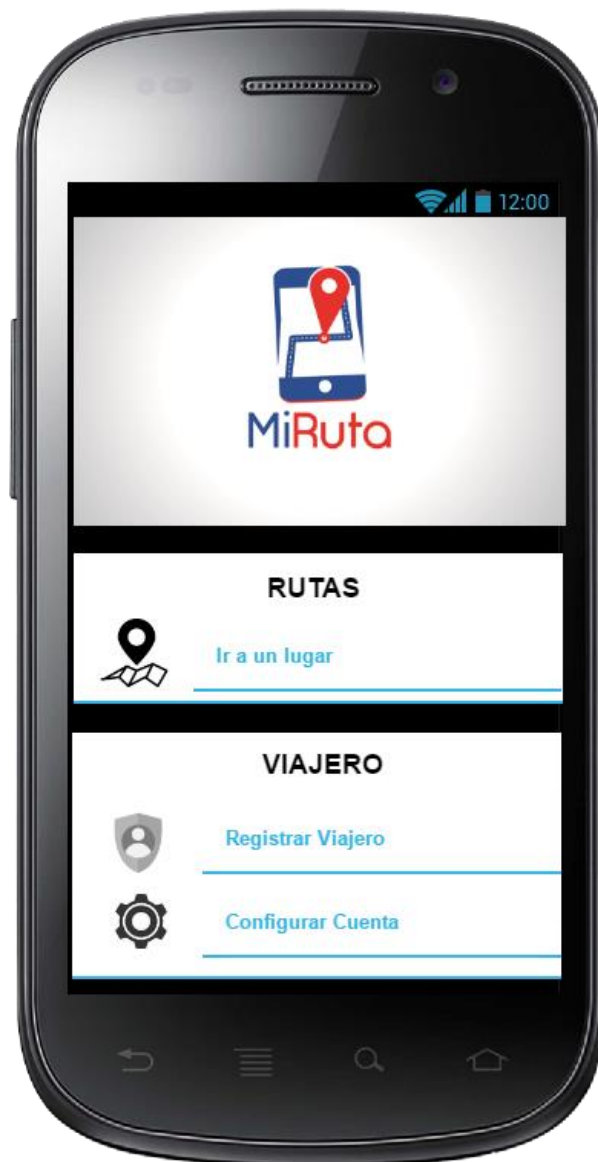 12:00
MiRuta
RUTAS
Ir a un lugar
VIAJERO
Registrar Viajero
Configurar Cuenta